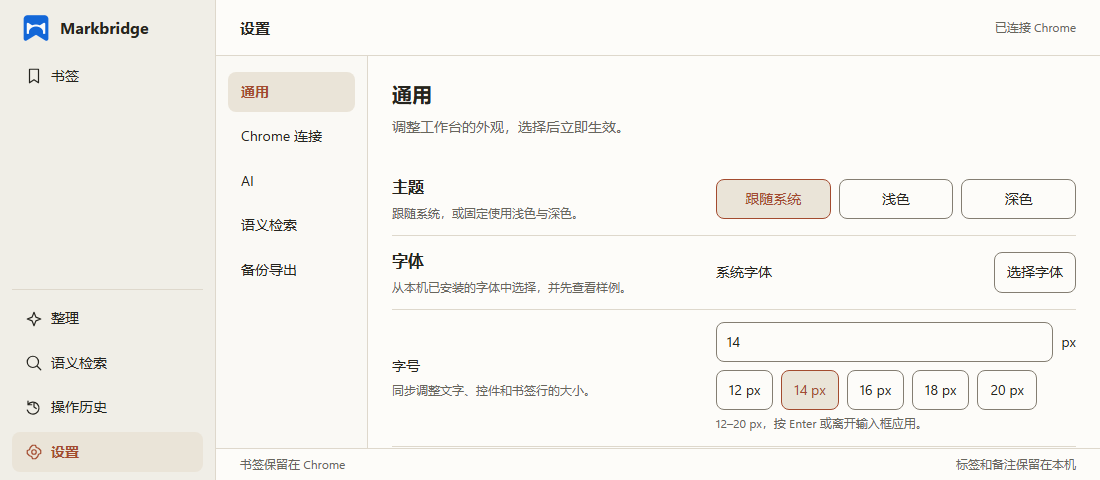 Markbridge
书签
整理
语义检索
操作历史
设置
设置
已连接 Chrome
通用
Chrome 连接
AI
语义检索
备份导出
通用
调整工作台的外观，选择后立即生效。
主题
跟随系统，或固定使用浅色与深色。
跟随系统
浅色
深色
字体
从本机已安装的字体中选择，并先查看样例。
系统字体
选择字体
字号
同步调整文字、控件和书签行的大小。
14
px
12 px
14 px
16 px
18 px
20 px
12–20 px，按 Enter 或离开输入框应用。
书签保留在 Chrome
标签和备注保留在本机